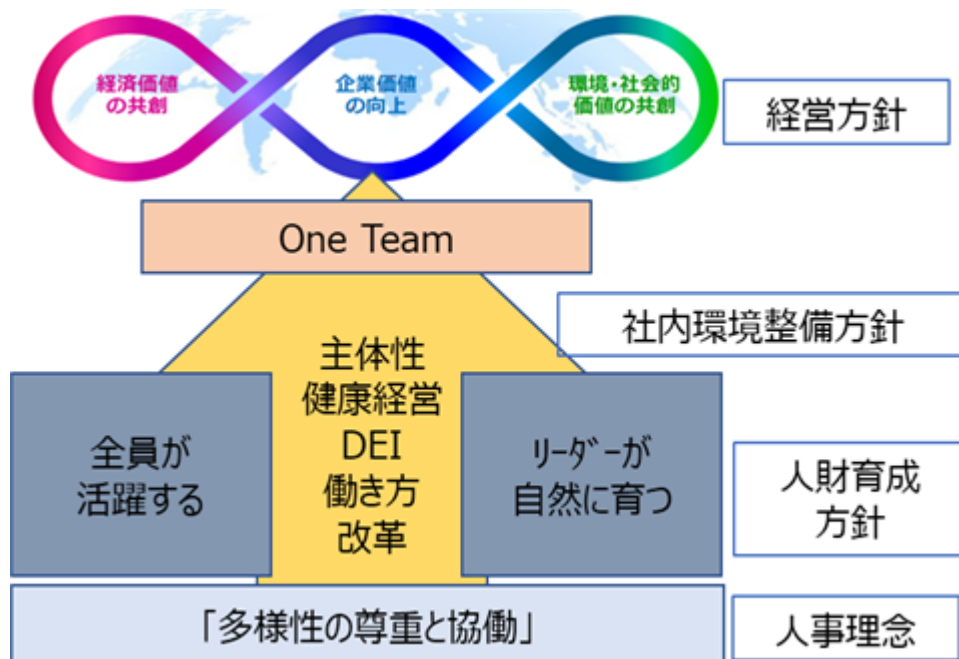 経済価値
の共創
企業価値
の向上
環境・社会的
価値の共創
経営方針
One Team
社内環境整備方針
主体性
健康経営
DEI
働き方
改革
全員が
活躍する
ﾘｰﾀﾞｰが
自然に育つ
人財育成
方針
「多様性の尊重と協働」
人事理念